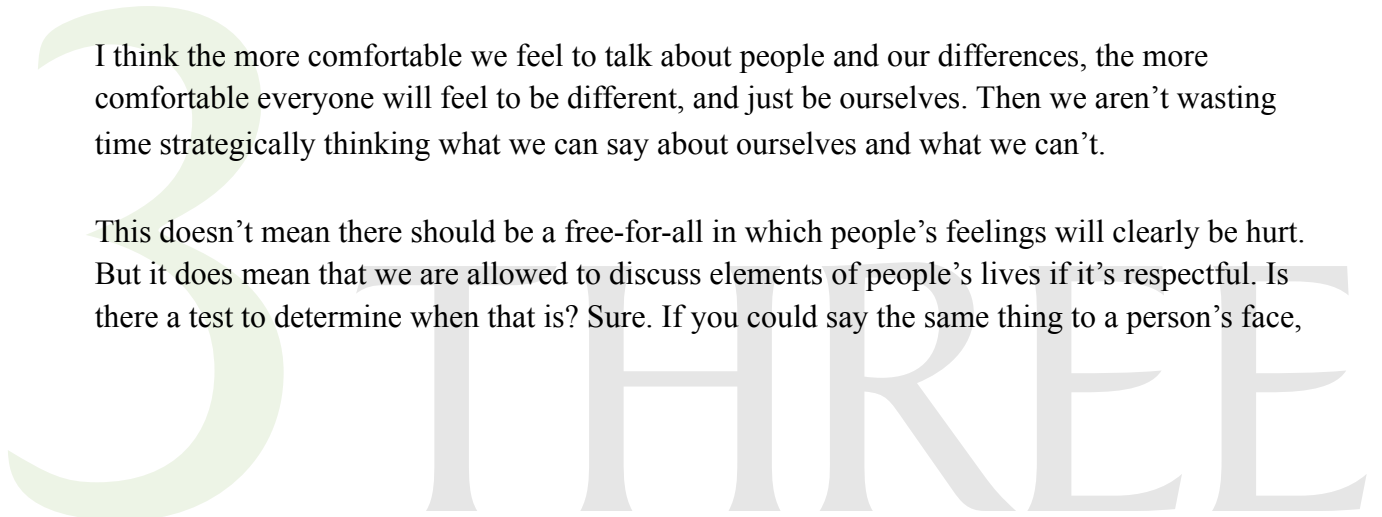 I think the more comfortable we feel to talk about people and our differences, the more
comfortable everyone will feel to be different, and just be ourselves. Then we aren’t wasting
time strategically thinking what we can say about ourselves and what we can’t.
This doesn’t mean there should be a free-for-all in which people’s feelings will clearly be hurt.
But it does mean that we are allowed to discuss elements of people’s lives if it’s respectful. Is
there a test to determine when that is? Sure. If you could say the same thing to a person’s face,
3 THREE